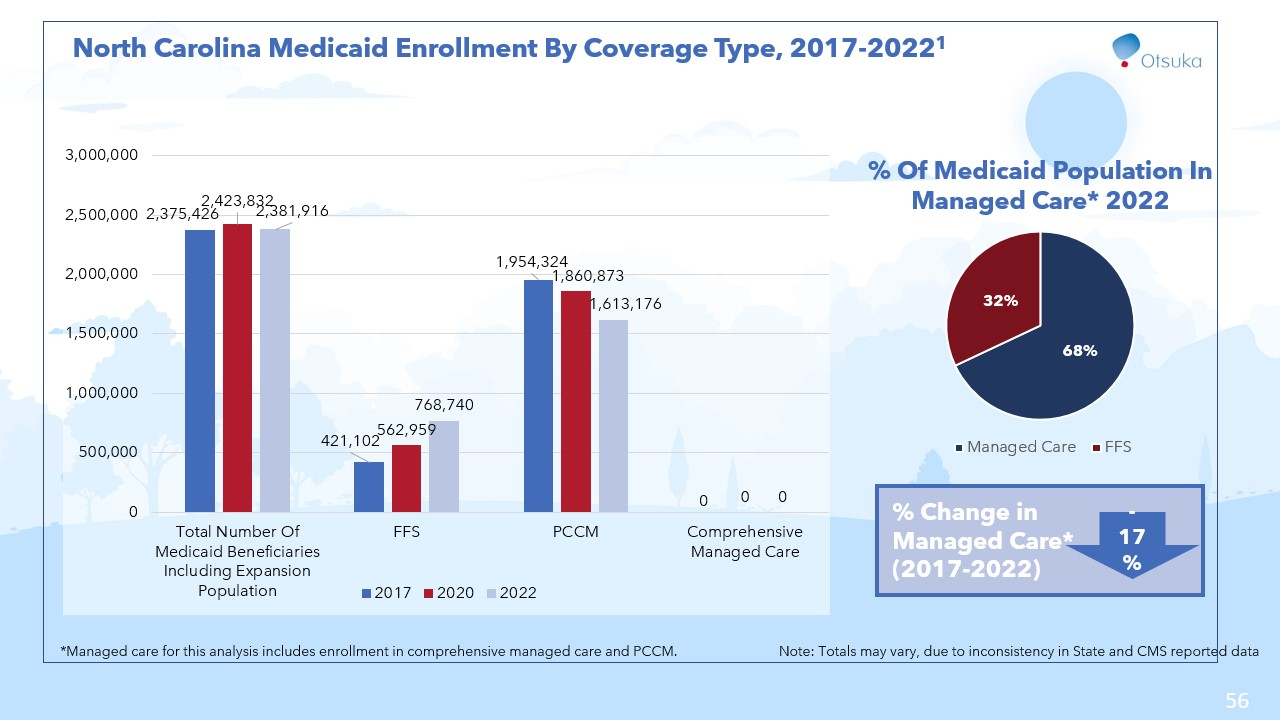 North Carolina Medicaid Enrollment By Coverage Type, 2017-2022¹
Otsuka
3,000,000
2,500,000
2,000,000
1,500,000
1,000,000
500,000
0
2,375,426
2,423,832
2,381,916
421,102
562,959
768,740
1,954,324
1,860,873
1,613,176
0
0
0
Total Number Of
Medicaid Beneficiaries
Including Expansion
Population
FFS
PCCM
Comprehensive
Managed Care
2017 2020 2022
% Of Medicaid Population In
Managed Care* 2022
32%
68%
Managed Care FFS
% Change in
Managed Care*
(2017-2022)
-
17
%
*Managed care for this analysis includes enrollment in comprehensive managed care and PCCM.
Note: Totals may vary, due to inconsistency in State and CMS reported data
56